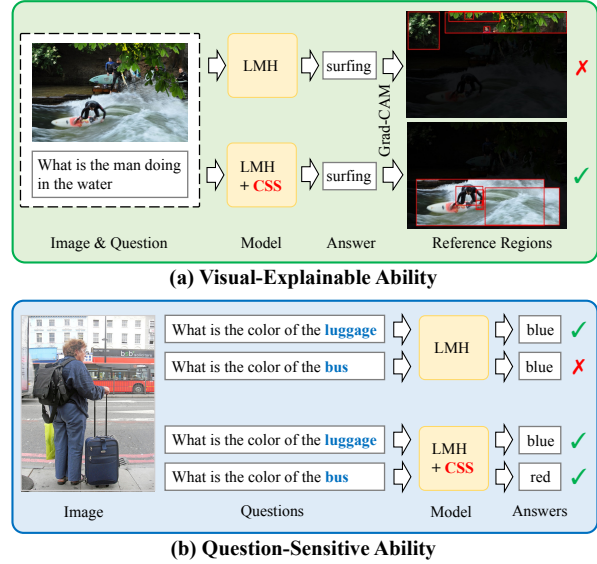 LMH
surfing
Grad-CAM
✗
What is the man doing
in the water
LMH
+ CSS
surfing
✓
Image & Question
Model
Answer
Reference Regions
(a) Visual-Explainable Ability
What is the color of the luggage
LMH
blue
✓
What is the color of the bus
blue
✗
What is the color of the luggage
LMH
+ CSS
blue
✓
What is the color of the bus
red
✓
Image
Questions
Model
Answers
(b) Question-Sensitive Ability